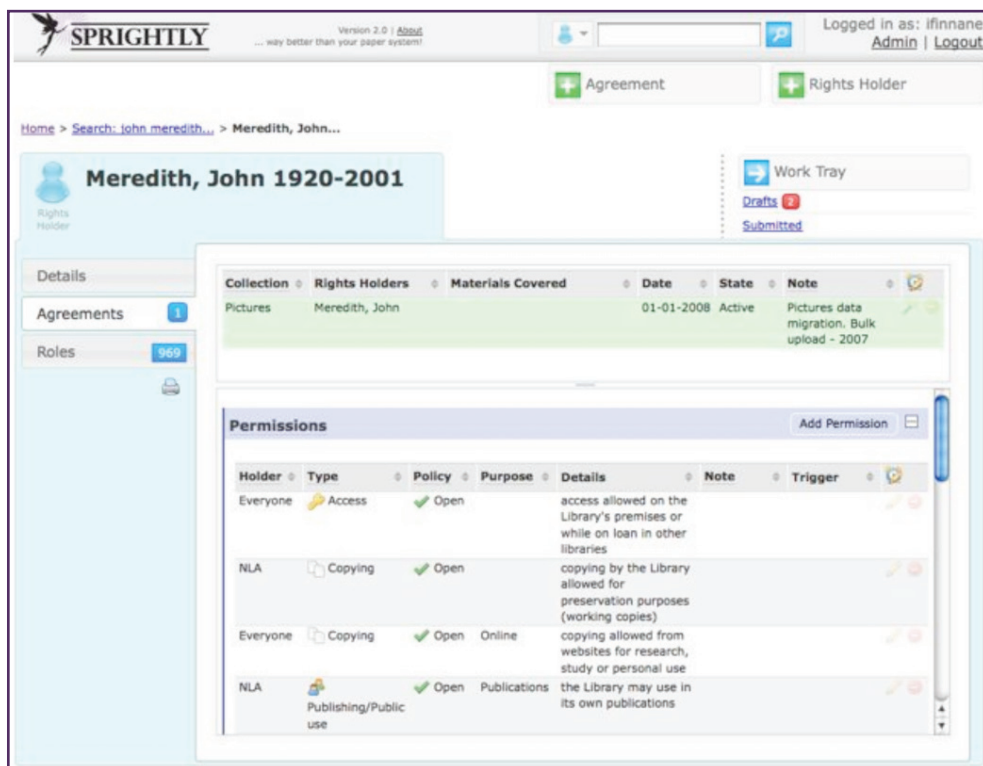 SPRIGHTLY
Version 2.0 | About
... way better than your paper system!
Logged in as: ifinnane
Admin | Logout
Agreement
Rights Holder
Home > Search: john meredith... > Meredith, John...
Meredith, John 1920-2001
Rights
Holder
Work Tray
Drafts 2
Submitted
Details
Agreements 1
Roles 969
Collection Rights Holders Materials Covered Date State Note
Pictures Meredith, John 01-01-2008 Active Pictures data
migration. Bulk
upload - 2007
Permissions Add Permission
Holder Type Policy Purpose Details Note Trigger
Everyone Access Open access allowed on the
Library's premises or
while on loan in other
libraries
NLA Copying Open copying by the Library
allowed for
preservation purposes
(working copies)
Everyone Copying Open Online copying allowed from
websites for research,
study or personal use
NLA Open Publications the Library may use in
Publishing/Public its own publications
use